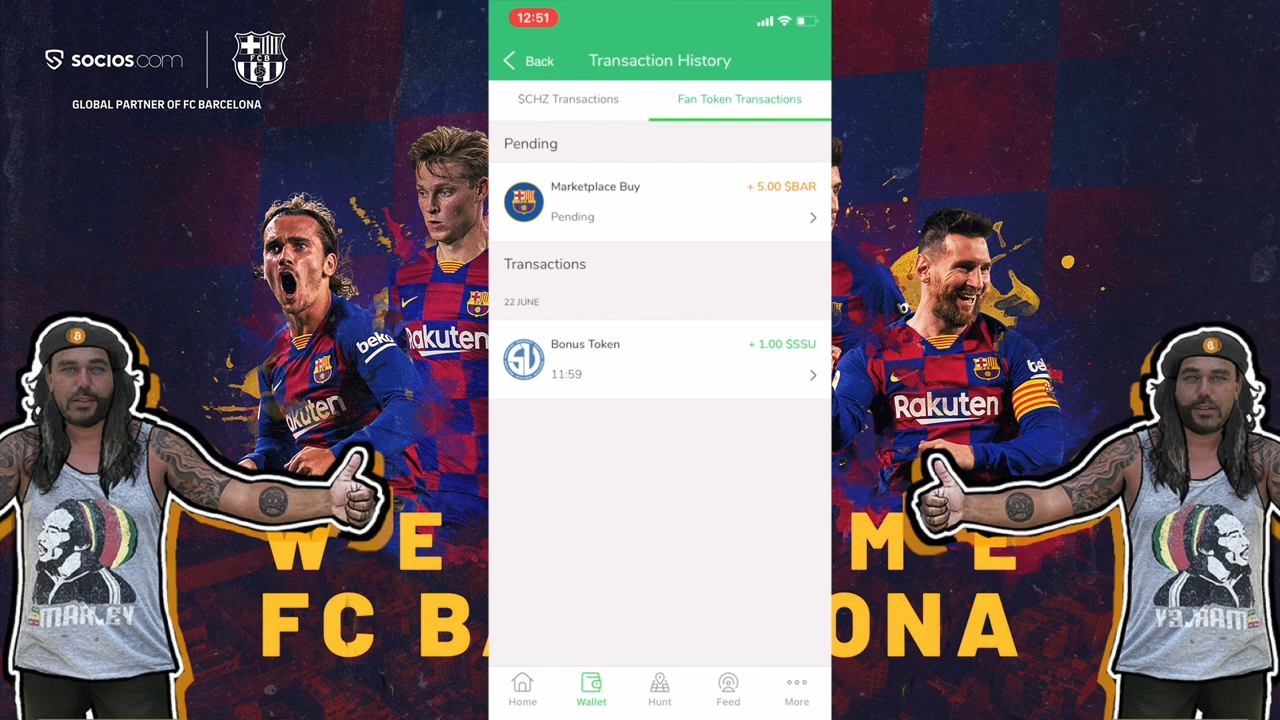 SOCIOS.com
FCB
GLOBAL PARTNER OF FC BARCELONA
12:51
Back
Transaction History
$CHZ Transactions
Fan Token Transactions
Pending
Marketplace Buy
+ 5.00 $BAR
Pending
Transactions
22 JUNE
Bonus Token
+ 1.00 $SSU
11:59
beko
Rakuten
Rakuten
Rakuten
be
W E M E
FC BA ONA
MARLEY
MARLEY
Home
Wallet
Hunt
Feed
More